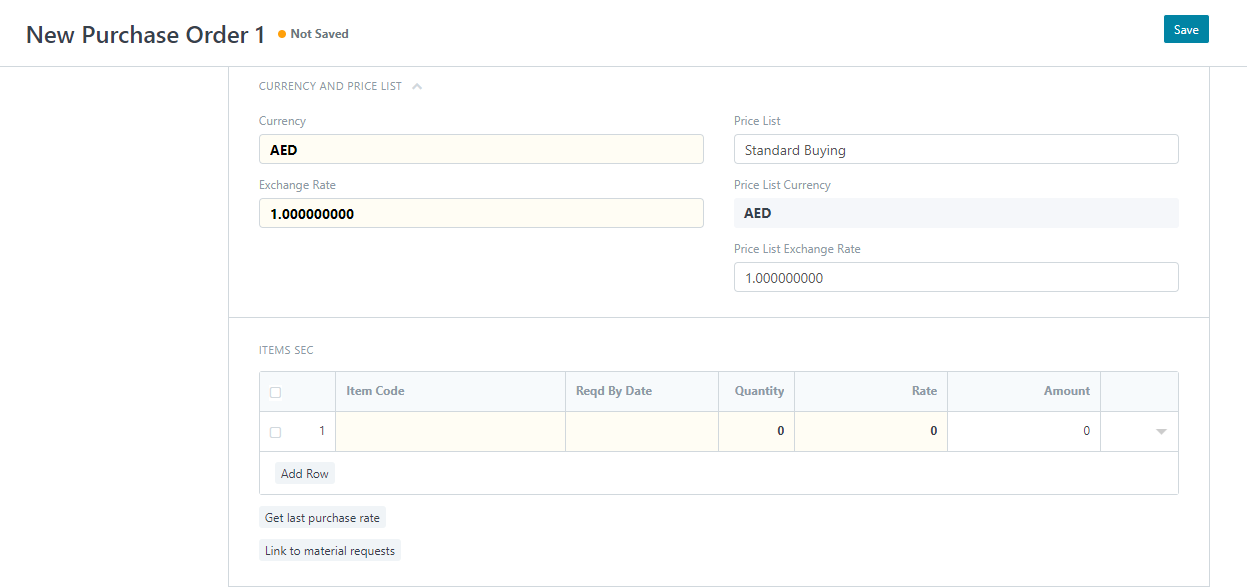 New Purchase Order 1 Not Saved Save
CURRENCY AND PRICE LIST
Currency
AED
Exchange Rate
1.000000000
Price List
Standard Buying
Price List Currency
AED
Price List Exchange Rate
1.000000000
ITEMS SEC
Item Code Reqd By Date Quantity Rate Amount
1 0 0 0
Add Row
Get last purchase rate
Link to material requests